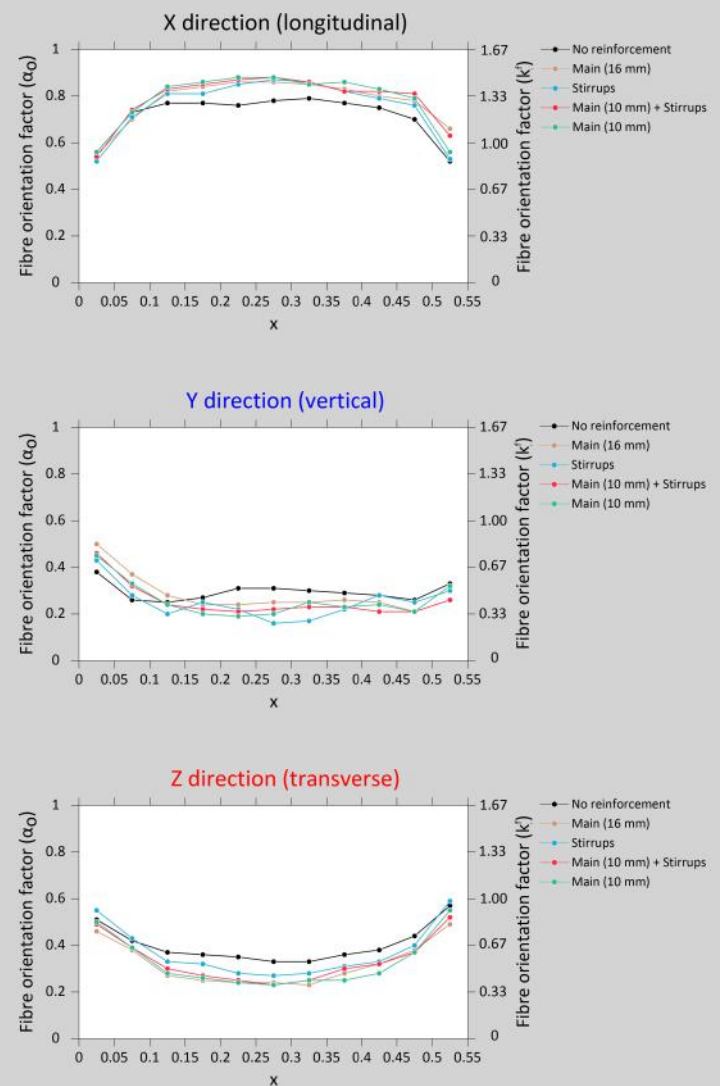 X direction (longitudinal)
Fibre orientation factor (αo)
1
0.8
0.6
0.4
0.2
0
0 0.05 0.1 0.15 0.2 0.25 0.3 0.35 0.4 0.45 0.5 0.55
x
1.67
1.33
1.00
0.67
0.33
0
Fibre orientation factor (k')
No reinforcement
Main (16 mm)
Stirrups
Main (10 mm) + Stirrups
Main (10 mm)
Y direction (vertical)
Fibre orientation factor (αo)
1
0.8
0.6
0.4
0.2
0
0 0.05 0.1 0.15 0.2 0.25 0.3 0.35 0.4 0.45 0.5 0.55
x
1.67
1.33
1.00
0.67
0.33
0
Fibre orientation factor (k')
No reinforcement
Main (16 mm)
Stirrups
Main (10 mm) + Stirrups
Main (10 mm)
Z direction (transverse)
Fibre orientation factor (αo)
1
0.8
0.6
0.4
0.2
0
0 0.05 0.1 0.15 0.2 0.25 0.3 0.35 0.4 0.45 0.5 0.55
x
1.67
1.33
1.00
0.67
0.33
0
Fibre orientation factor (k')
No reinforcement
Main (16 mm)
Stirrups
Main (10 mm) + Stirrups
Main (10 mm)